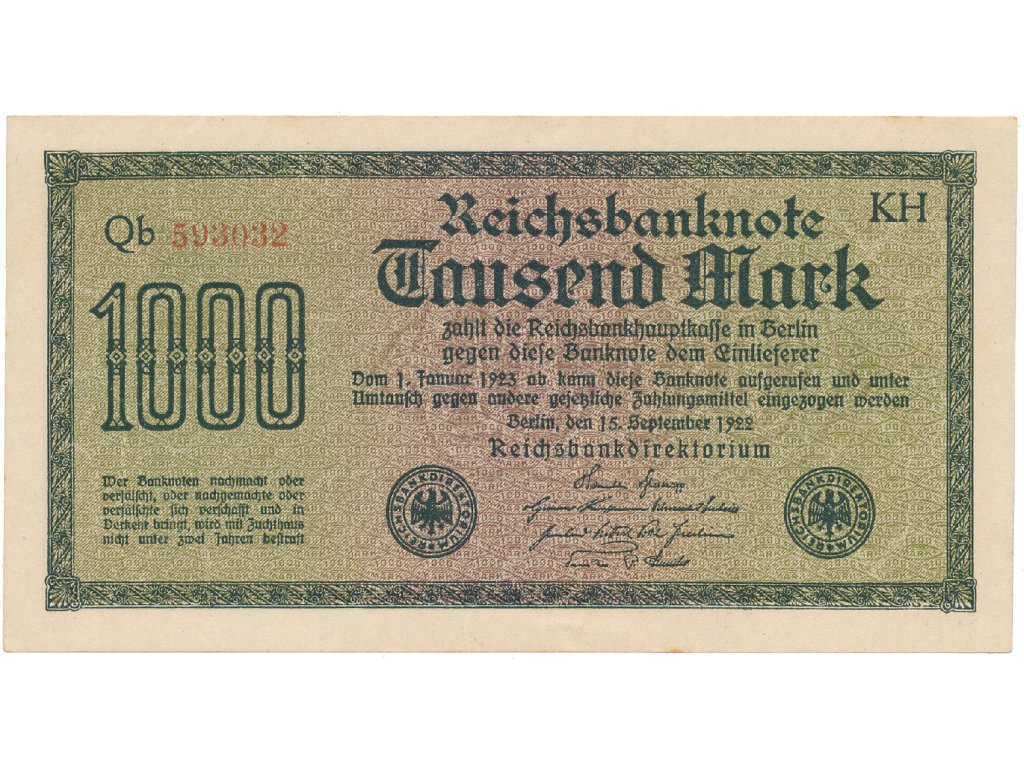 Qb 593032
KH
Reichsbanknote
Tausend Mark
1000
zahlt die Reichsbankhauptkasse in Berlin
gegen diese Banknote dem Einlieferer
Vom 1. Januar 1923 ab kann diese Banknote aufgerufen und unter
Umtausch gegen andere gesetzliche Zahlungsmittel eingezogen werden
Berlin, den 15. September 1922
Reichsbankdirektorium
Wer Banknoten nachmacht oder
verfälscht, oder nachgemachte oder
verfälschte sich verschafft und in
Verkehr bringt, wird mit Zuchthaus
nicht unter zwei Jahren bestraft
REICHSBANKDIREKTORIUM
REICHSBANKDIREKTORIUM